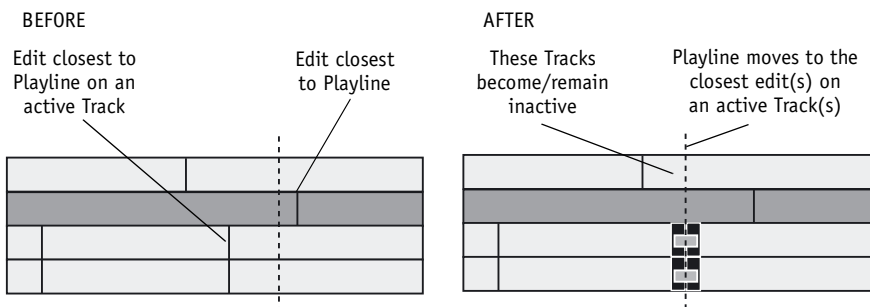 BEFORE
Edit closest to
Playline on an
active Track
Edit closest
to Playline
AFTER
These Tracks
become/remain
inactive
Playline moves to the
closest edit(s) on
an active Track(s)